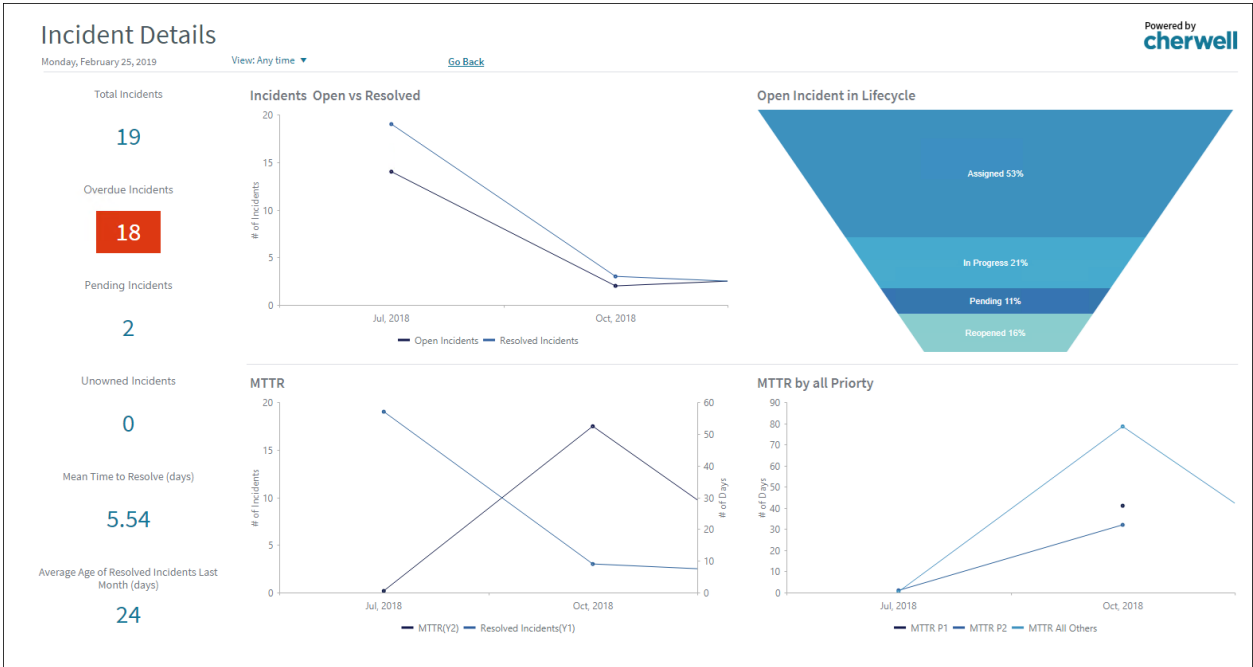 Incident Details
Powered by
cherwell
Monday, February 25, 2019
View: Any time
Go Back
Total Incidents
19
Overdue Incidents
18
Pending Incidents
2
Unowned Incidents
0
Mean Time to Resolve (days)
5.54
Average Age of Resolved Incidents Last
Month (days)
24
Incidents Open vs Resolved
20
15
10
5
0
# of Incidents
Jul, 2018
Oct, 2018
Open Incidents
Resolved Incidents
Open Incident in Lifecycle
Assigned 53%
In Progress 21%
Pending 11%
Reopened 16%
MTTR
20
15
10
5
0
# of Incidents
60
50
40
30
20
10
0
# of Days
Jul, 2018
Oct, 2018
MTTR(Y2)
Resolved Incidents(Y1)
MTTR by all Priorty
90
80
70
60
50
40
30
20
10
0
# of Days
Jul, 2018
Oct, 2018
MTTR P1
MTTR P2
MTTR All Others